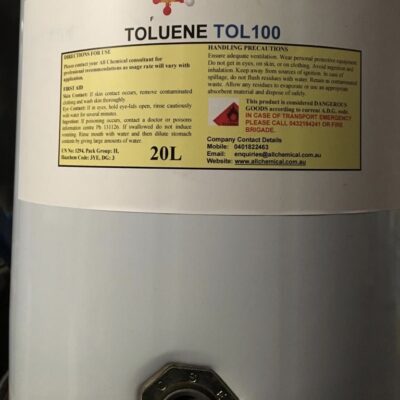 TOLUENE TOL100
DIRECTIONS FOR USE
Please contact your All Chemical consultant for
professional recommendations as usage rate will vary with
application.
FIRST AID
Skin Contact: If skin contact occurs, remove contaminated
clothing and wash skin thoroughly.
Eye Contact: If in eyes, hold eye-lids open, rinse cautiously
with water for several minutes.
Ingestion: If poisoning occurs, contact a doctor or poisons
information centre Ph 131126. If swallowed do not induce
vomiting. Rinse mouth with water and then dilute stomach
contents by giving large amounts of water.
UN No: 1294, Pack Group: II,
Hazchem Code: 3YE, DG: 3
20L
HANDLING PRECAUTIONS
Ensure adequate ventilation. Wear personal protective equipment.
Do not get in eyes, on skin, or on clothing. Avoid ingestion and
inhalation. Keep away from sources of ignition. In case of
spillage, do not flush residues with water. Retain as contaminated
waste. Allow any residues to evaporate or use an appropriate
absorbent material and dispose of safely.
This product is considered DANGEROUS
GOODS according to current A.D.G. code.
IN CASE OF TRANSPORT EMERGENCY
PLEASE CALL 0432184241 OR FIRE
BRIGADE.
Company Contact Details
Mobile: 0401822463
Email: enquiries@allchemical.com.au
Website: www.allchemical.com.au